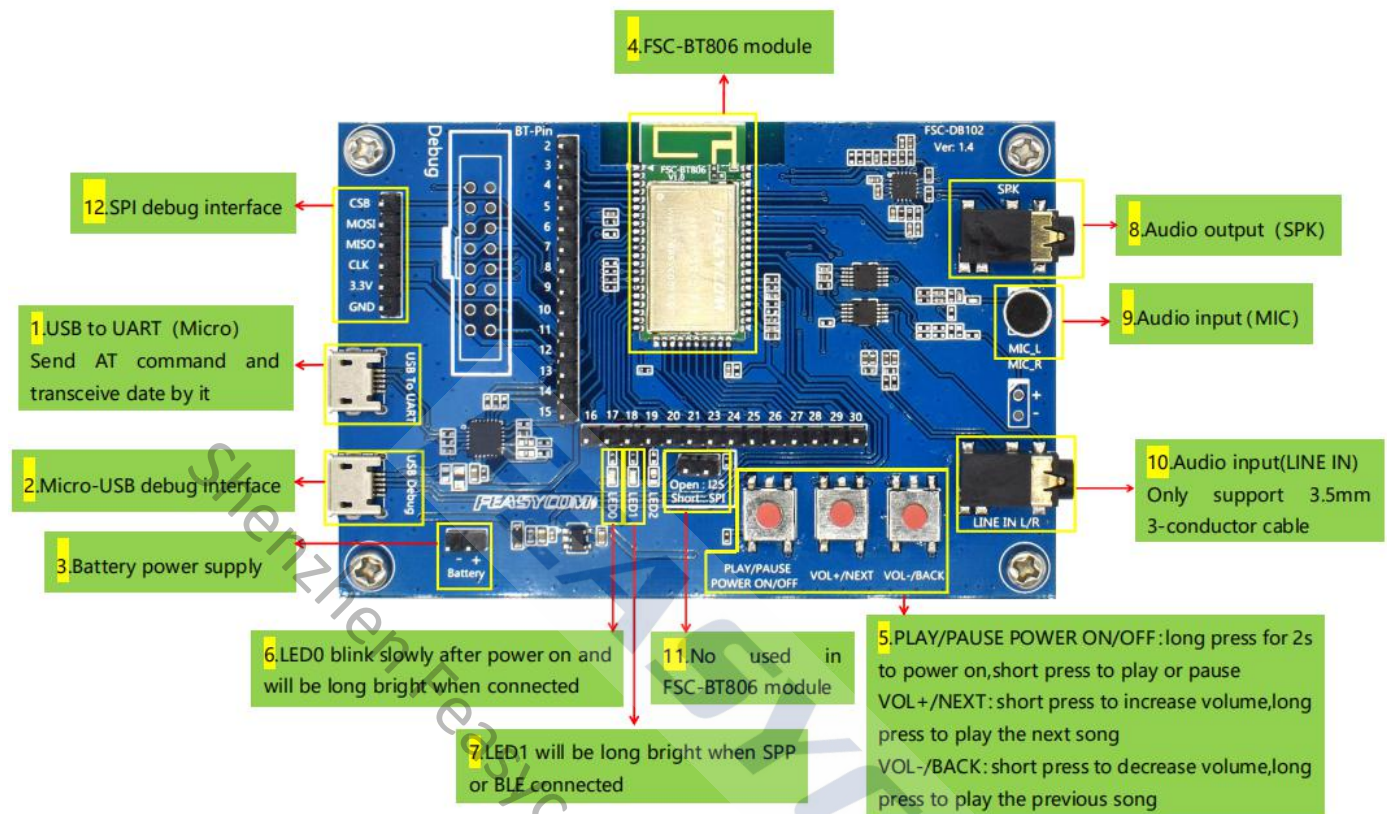 4.FSC-BT806 module
12.SPI debug interface
1.USB to UART (Micro)
Send AT command and
transceive date by it
2.Micro-USB debug interface
3.Battery power supply
Debug
BT-Pin
2
3
4
5
6
7
8
9
10
11
12
13
14
15
CSB
MOSI
MISO
CLK
3.3V
GND
USB To UART
USB Debug
FEASYCOM
- +
Battery
FSC-BT806
V1.0
FEASYCOM
FSC-DB102
Ver: 1.4
SPK
MIC_L
MIC_R
+
-
LINE IN L/R
16 17 18 19 20 21 23 24 25 26 27 28 29 30
LED0
LED1
LED2
Open : I2S
Short : SPI
PLAY/PAUSE
POWER ON/OFF
VOL+/NEXT
VOL-/BACK
8.Audio output (SPK)
9.Audio input (MIC)
10.Audio input(LINE IN)
Only support 3.5mm
3-conductor cable
6.LED0 blink slowly after power on and
will be long bright when connected
7.LED1 will be long bright when SPP
or BLE connected
11.No used in
FSC-BT806 module
5.PLAY/PAUSE POWER ON/OFF:long press for 2s
to power on,short press to play or pause
VOL+/NEXT:short press to increase volume,long
press to play the next song
VOL-/BACK:short press to decrease volume,long
press to play the previous song